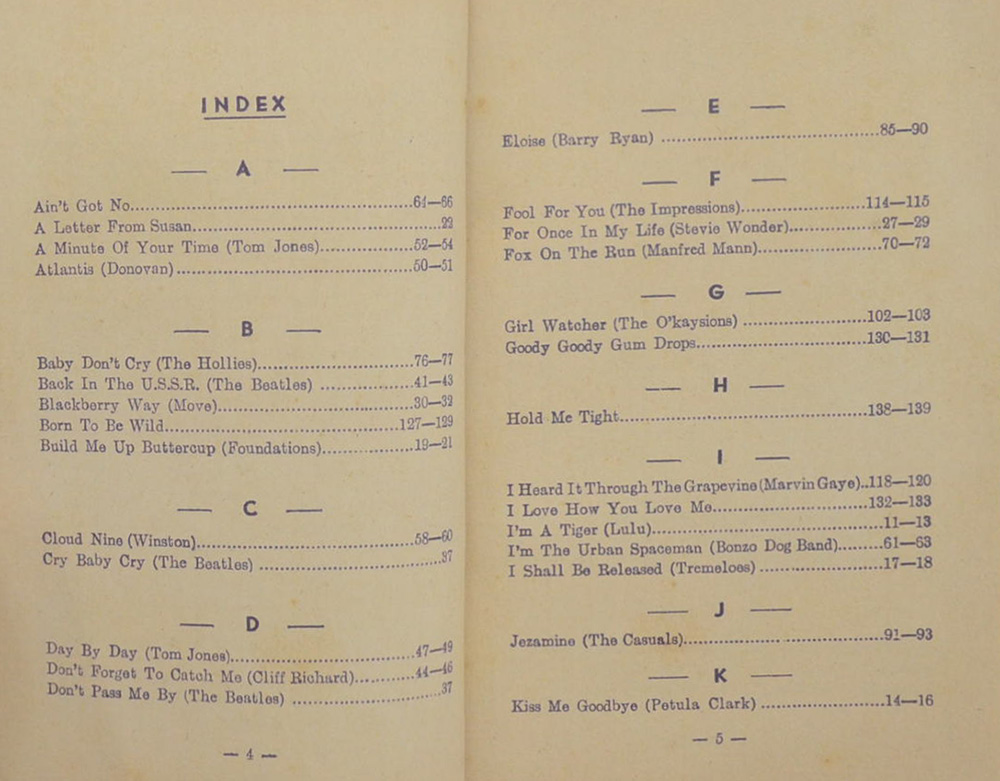 INDEX
— A —
Ain't Got No................................................64—66
A Letter From Susan..........................................22
A Minute Of Your Time (Tom Jones)................52—54
Atlantis (Donovan)..........................................50—51
— B —
Baby Don't Cry (The Hollies)............................76—77
Back In The U.S.S.R. (The Beatles) ................41—43
Blackberry Way (Move)..................................30—32
Born To Be Wild..........................................127—129
Build Me Up Buttercup (Foundations)................19—21
— C —
Cloud Nine (Winston)......................................58—60
Cry Baby Cry (The Beatles) ................................37
— D —
Day By Day (Tom Jones)................................47—49
Don't Forget To Catch Me (Cliff Richard)..........44—46
Don't Pass Me By (The Beatles) ..........................37
— 4 —
— E —
Eloise (Barry Ryan) ......................................85—90
— F —
Fool For You (The Impressions)......................114—115
For Once In My Life (Stevie Wonder)................27—29
Fox On The Run (Manfred Mann)......................70—72
— G —
Girl Watcher (The O'kaysions) ......................102—103
Goody Goody Gum Drops..............................130—131
— H —
Hold Me Tight............................................138—139
— I —
I Heard It Through The Grapevine(Marvin Gaye)..118—120
I Love How You Love Me............................132—133
I'm A Tiger (Lulu)........................................11—13
I'm The Urban Spaceman (Bonzo Dog Band)........61—63
I Shall Be Released (Tremeloes) ......................17—18
— J —
Jezamine (The Casuals)..................................91—93
— K —
Kiss Me Goodbye (Petula Clark) ......................14—16
— 5 —